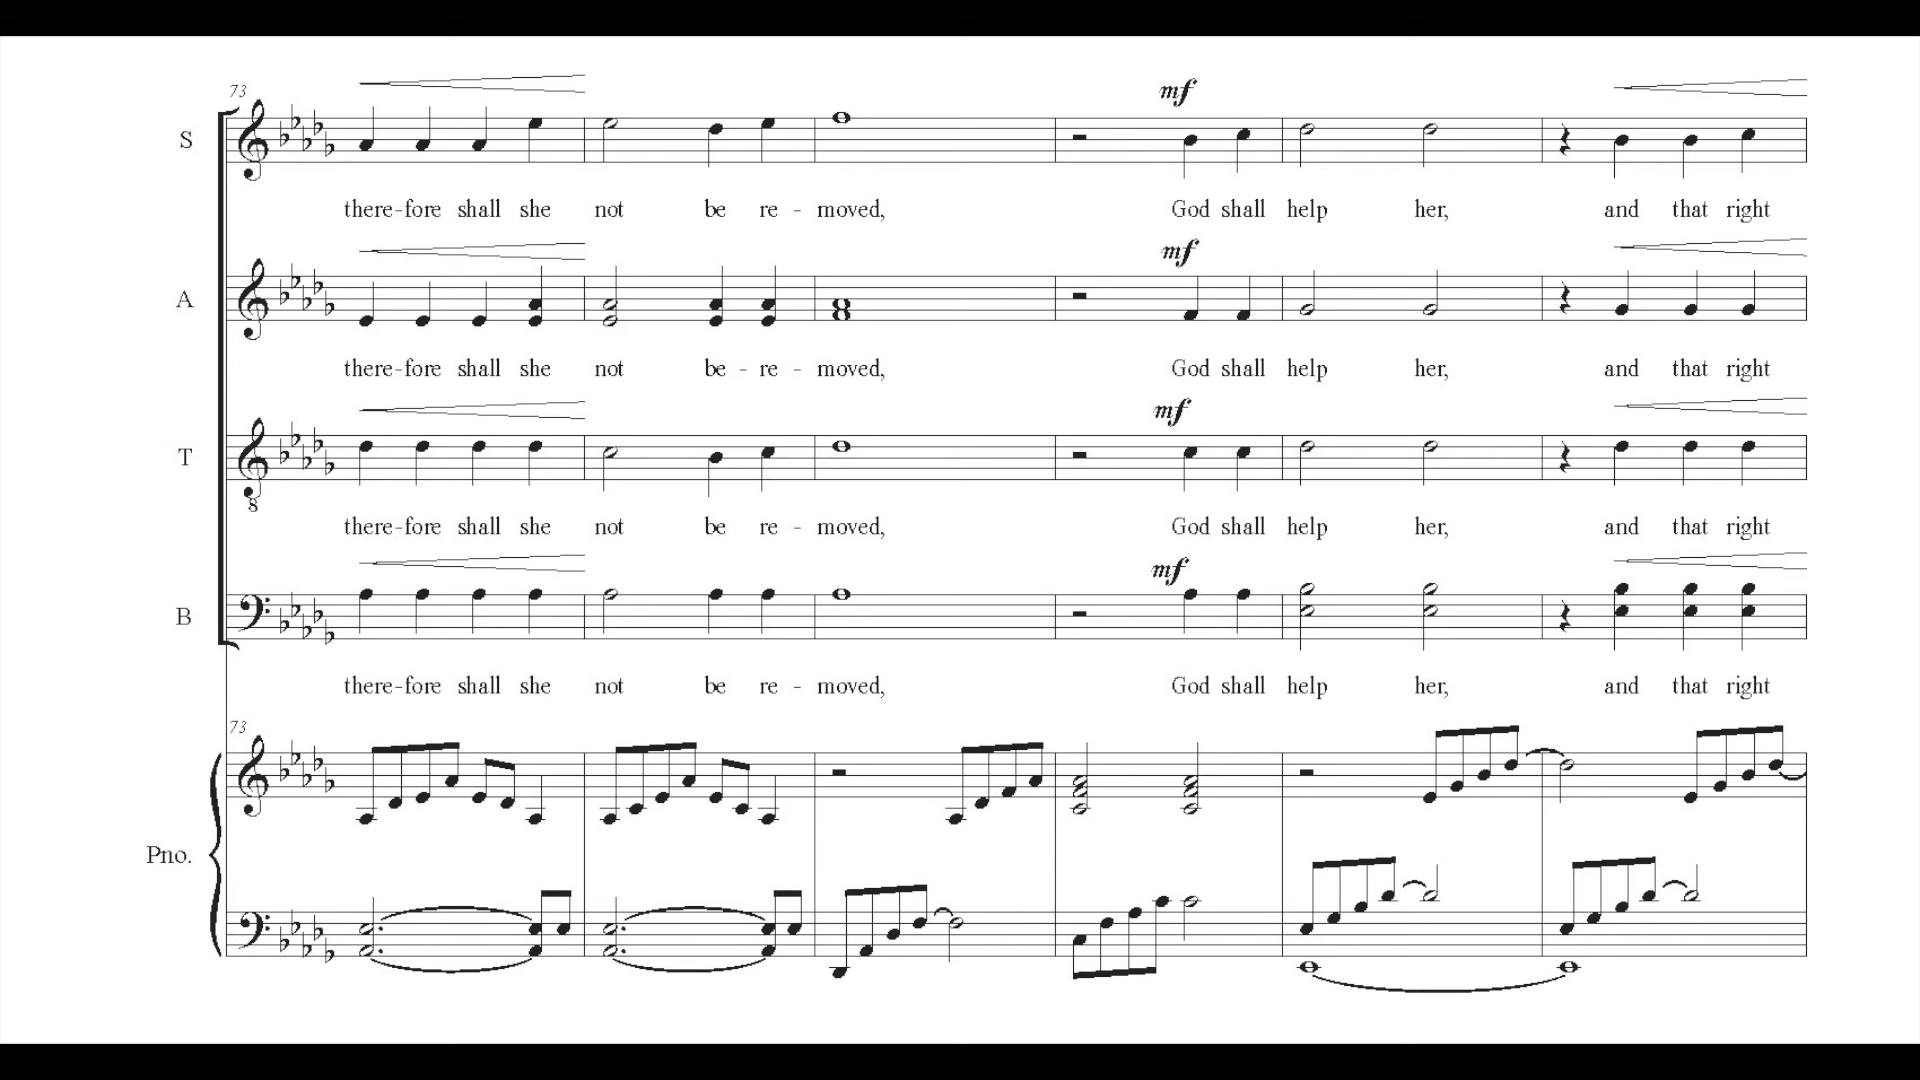 73
mf
S
there-fore shall she not be re - moved, God shall help her, and that right
mf
A
there-fore shall she not be - re - moved, God shall help her, and that right
mf
T
8
there-fore shall she not be re - moved, God shall help her, and that right
mf
B
there-fore shall she not be re - moved, God shall help her, and that right
73
Pno.